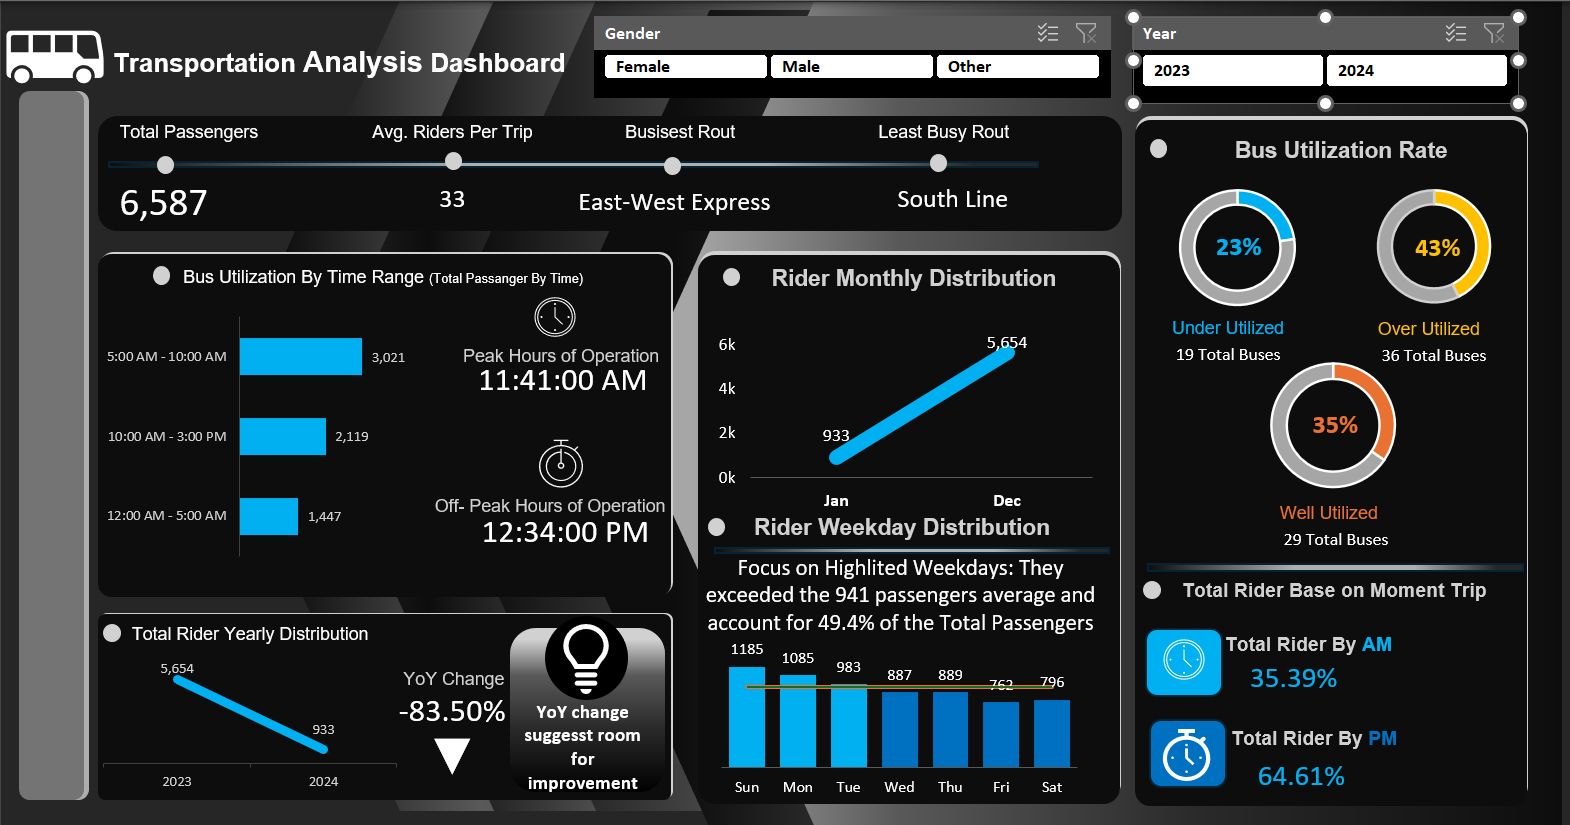 Transportation Analysis Dashboard
Gender
Female Male Other
Year
2023 2024
Total Passengers Avg. Riders Per Trip Busisest Rout Least Busy Rout
6,587 33 East-West Express South Line
Bus Utilization By Time Range (Total Passanger By Time)
5:00 AM - 10:00 AM 3,021
10:00 AM - 3:00 PM 2,119
12:00 AM - 5:00 AM 1,447
Peak Hours of Operation
11:41:00 AM
Off- Peak Hours of Operation
12:34:00 PM
Total Rider Yearly Distribution
5,654
933
2023 2024
YoY Change
-83.50%
YoY change
suggesst room
for
improvement
Rider Monthly Distribution
6k
4k
2k
0k
933
5,654
Jan Dec
Rider Weekday Distribution
Focus on Highlited Weekdays: They
exceeded the 941 passengers average and
account for 49.4% of the Total Passengers
1185 1085 983 887 889 762 796
Sun Mon Tue Wed Thu Fri Sat
Bus Utilization Rate
23%
Under Utilized
19 Total Buses
43%
Over Utilized
36 Total Buses
35%
Well Utilized
29 Total Buses
Total Rider Base on Moment Trip
Total Rider By AM
35.39%
Total Rider By PM
64.61%